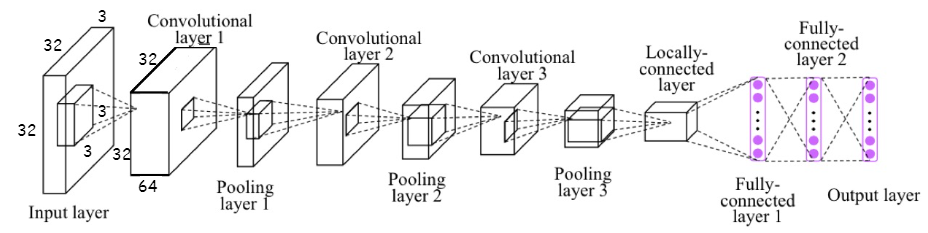 3
32
32
3
3
Input layer
Convolutional
layer 1
32
32
64
Pooling
layer 1
Convolutional
layer 2
Pooling
layer 2
Convolutional
layer 3
Pooling
layer 3
Locally-
connected
layer
Fully-
connected
layer 1
Fully-
connected
layer 2
Output layer